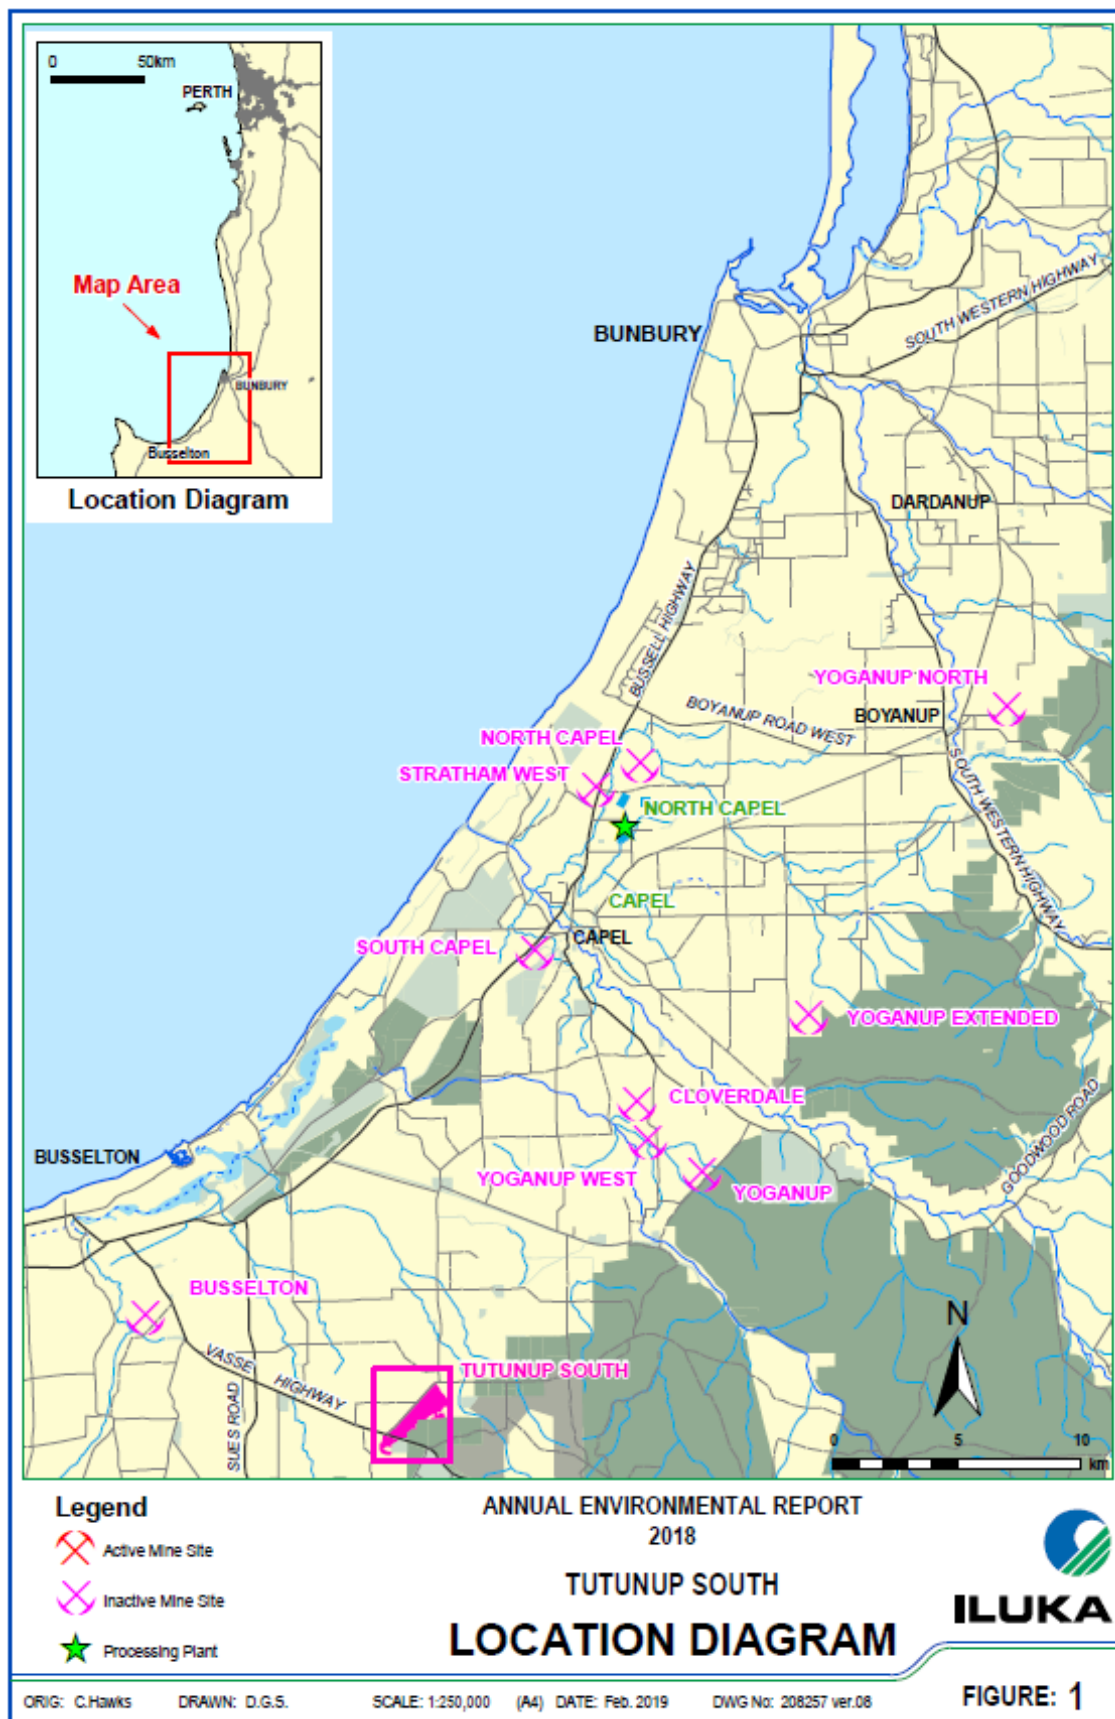 0 50km
PERTH
Map Area
BUNBURY
Busselton
Location Diagram
BUNBURY
SOUTH WESTERN HIGHWAY
DARDANUP
BUSSELL HIGHWAY
YOGANUP NORTH
BOYANUP ROAD WEST
BOYANUP
NORTH CAPEL
STRATHAM WEST
NORTH CAPEL
SOUTH WESTERN HIGHWAY
CAPEL
SOUTH CAPEL
CAPEL
YOGANUP EXTENDED
CLOVERDALE
GOODWOOD ROAD
BUSSELTON
YOGANUP WEST
YOGANUP
BUSSELTON
N
VASSE HIGHWAY
TUTUNUP SOUTH
SUES ROAD
0 5 10
km
Legend
Active Mine Site
Inactive Mine Site
Processing Plant
ANNUAL ENVIRONMENTAL REPORT
2018
TUTUNUP SOUTH
LOCATION DIAGRAM
ILUKA
ORIG: C.Hawks DRAWN: D.G.S. SCALE: 1:250,000 (A4) DATE: Feb. 2019 DWG No: 208257 ver.08 FIGURE: 1